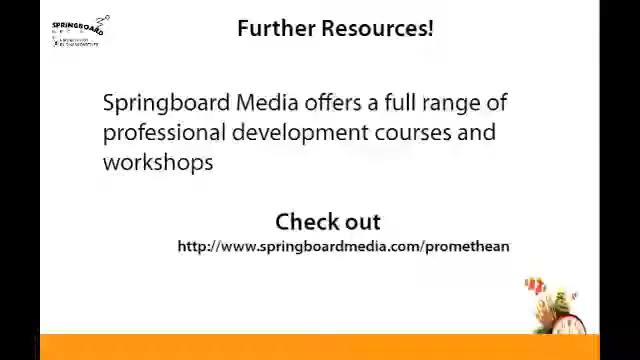 SPRINGBOARD
Further Resources!
Springboard Media offers a full range of
professional development courses and
workshops
Check out
http://www.springboardmedia.com/promethean